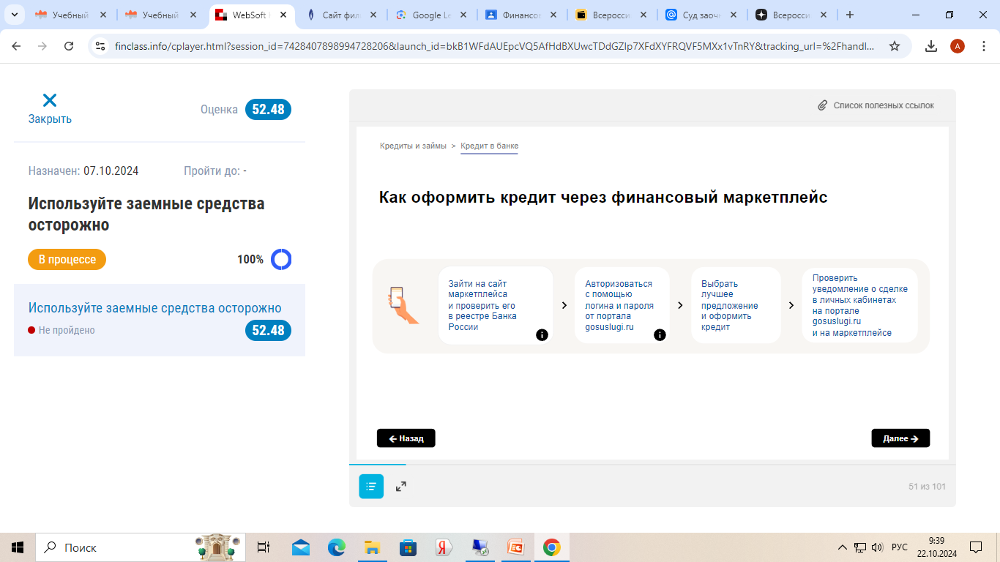 Учебный
Учебный
WebSoft
Сайт фил
Google Le
Финансов
Всеросси
Суд заоч
Всеросси
finclass.info/cplayer.html?session_id=7428407898994728206&launch_id=bkB1WFdAUEpcVQ5AfHdBXUwcTDdGZlp7XFdXYFRQVF5MXx1vTnRY&tracking_url=%2Fhandl...
A
Закрыть
Оценка 52.48
Назначен: 07.10.2024 Пройти до: -
Используйте заемные средства
осторожно
В процессе 100%
Используйте заемные средства осторожно
Не пройдено 52.48
Список полезных ссылок
Кредиты и займы > Кредит в банке
Как оформить кредит через финансовый маркетплейс
Зайти на сайт
маркетплейса
и проверить его
в реестре Банка
России
Авторизоваться
с помощью
логина и пароля
от портала
gosuslugi.ru
Выбрать
лучшее
предложение
и оформить
кредит
Проверить
уведомление о сделке
в личных кабинетах
на портале
gosuslugi.ru
и на маркетплейсе
Назад
Далее
51 из 101
Поиск
РУС
9:39
22.10.2024